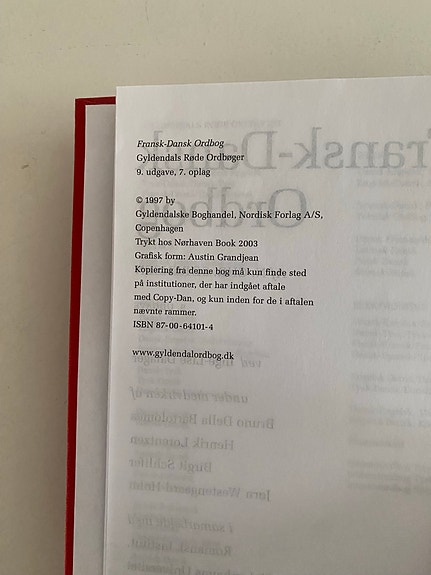 Fransk-Dansk Ordbog
Gyldendals Røde Ordbøger
9. udgave, 7. oplag
© 1997 by
Gyldendalske Boghandel, Nordisk Forlag A/S,
Copenhagen
Trykt hos Nørhaven Book 2003
Grafisk form: Austin Grandjean
Kopiering fra denne bog må kun finde sted
på institutioner, der har indgået aftale
med Copy-Dan, og kun inden for de i aftalen
nævnte rammer.
ISBN 87-00-64101-4
www.gyldendalordbog.dk